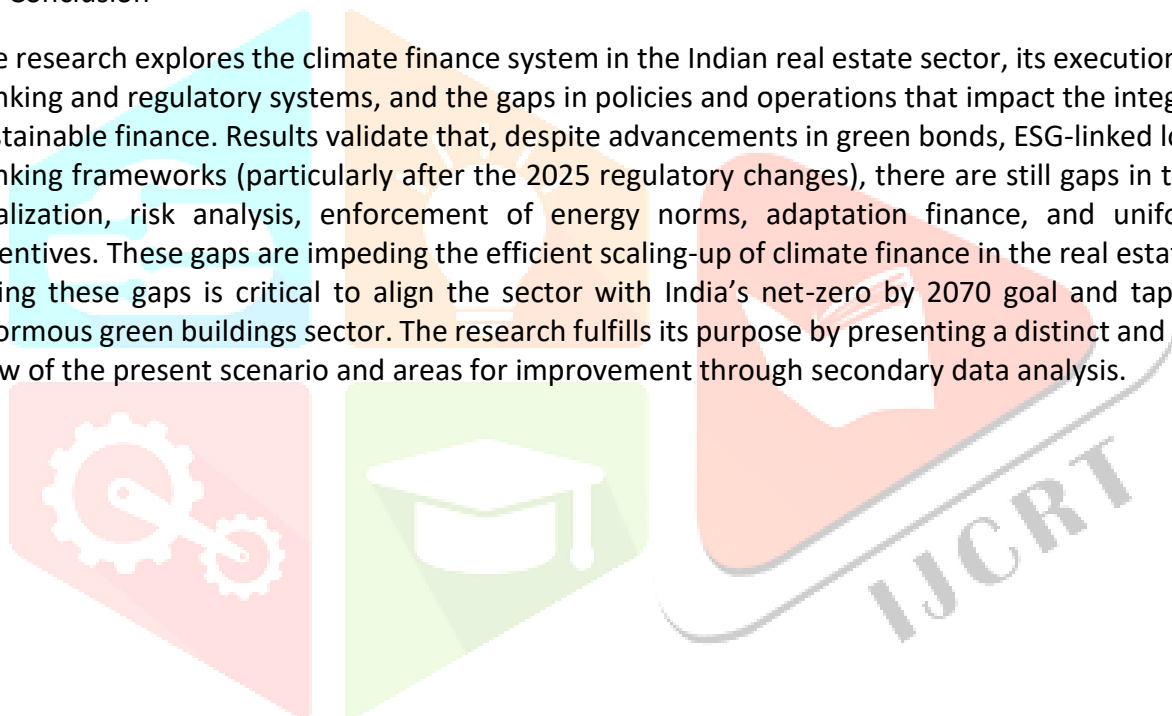 Conclusion
e research explores the climate finance system in the Indian real estate sector, its execution
nking and regulatory systems, and the gaps in policies and operations that impact the integ
stainable finance. Results validate that, despite advancements in green bonds, ESG-linked lo
nking frameworks (particularly after the 2025 regulatory changes), there are still gaps in t
alization, risk analysis, enforcement of energy norms, adaptation finance, and unifo
entives. These gaps are impeding the efficient scaling-up of climate finance in the real estat
ing these gaps is critical to align the sector with India’s net-zero by 2070 goal and tap
ormous green buildings sector. The research fulfills its purpose by presenting a distinct and
w of the present scenario and areas for improvement through secondary data analysis.
IJCRT